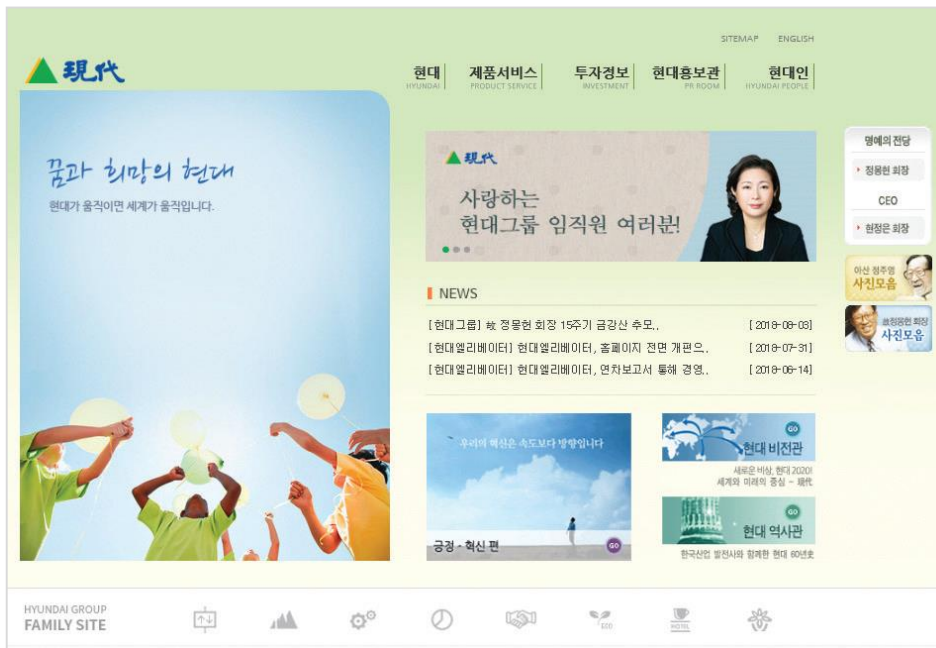 SITEMAP ENGLISH
現代
현대 제품서비스 투자정보 현대홍보관 현대인
HYUNDAI PRODUCT SERVICE INVESTMENT PR ROOM HYUNDAI PEOPLE
꿈과 희망의 현대
현대가 움직이면 세계가 움직입니다.
現代
사랑하는
현대그룹 임직원 여러분!
명예의 전당
정몽헌 회장
CEO
현정은 회장
아산 정주영
사진모음
故정몽헌 회장
사진모음
NEWS
[현대그룹] 故 정몽헌 회장 15주기 금강산 추모.. [2018-08-03]
[현대엘리베이터] 현대엘리베이터, 홈페이지 전면 개편으.. [2018-07-31]
[현대엘리베이터] 현대엘리베이터, 연차보고서 통해 경영.. [2018-06-14]
우리의 혁신은 속도보다 방향입니다
긍정 - 혁신 편 GO
GO
현대 비전관
새로운 비상, 현대 2020!
세계와 미래의 중심 - 現代
GO
현대 역사관
한국산업 발전사와 함께한 현대 60년史
HYUNDAI GROUP
FAMILY SITE
ECO
HOTEL